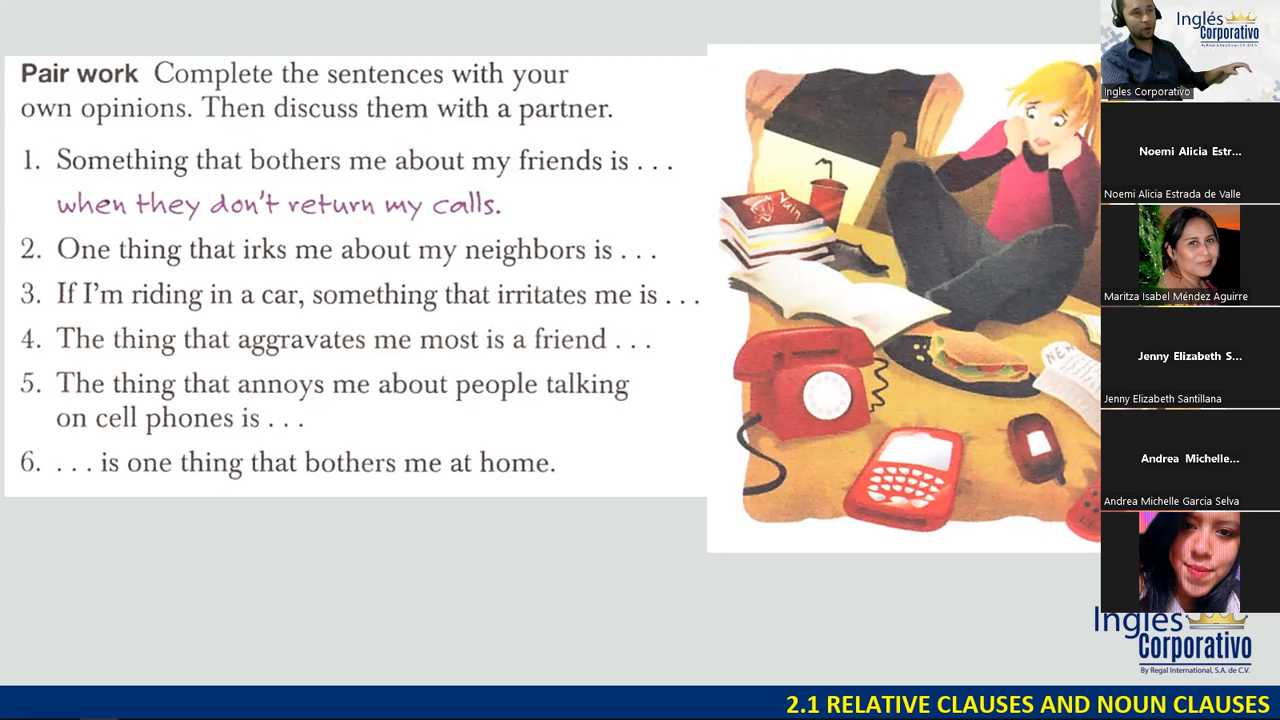 Pair work Complete the sentences with your
own opinions. Then discuss them with a partner.
1. Something that bothers me about my friends is . . .
when they don't return my calls.
2. One thing that irks me about my neighbors is . . .
3. If I'm riding in a car, something that irritates me is . . .
4. The thing that aggravates me most is a friend . . .
5. The thing that annoys me about people talking
on cell phones is . . .
6. . . . is one thing that bothers me at home.
Inglés
Corporativo
By Regal International, S.A. de C.V.
Ingles Corporativo
Noemi Alicia Estr...
Noemi Alicia Estrada de Valle
Maritza Isabel Méndez Aguirre
Jenny Elizabeth S...
Jenny Elizabeth Santillana
Andrea Michelle...
Andrea Michelle Garcia Selva
Inglés
Corporativo
By Regal International, S.A. de C.V.
2.1 RELATIVE CLAUSES AND NOUN CLAUSES